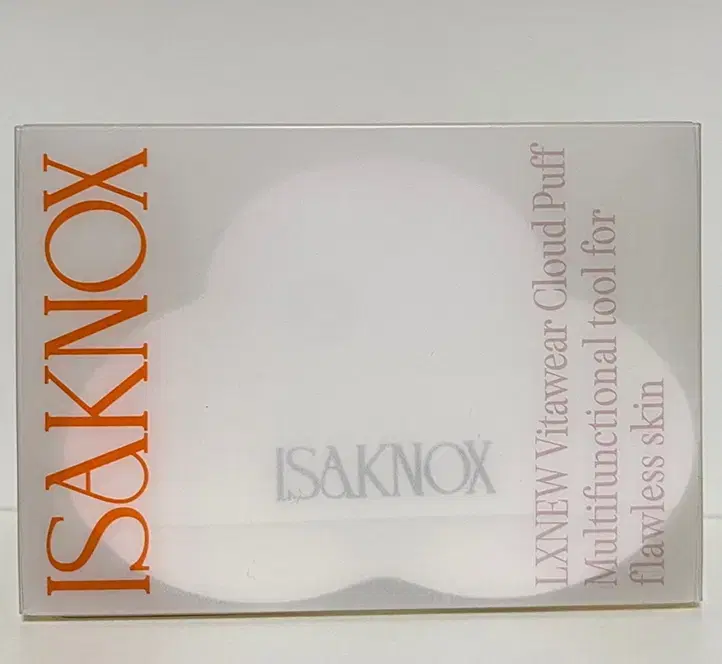 ISAKNOX
ISAKNOX
LXNEW Vitawear Cloud Puff
Multifunctional tool for
flawless skin